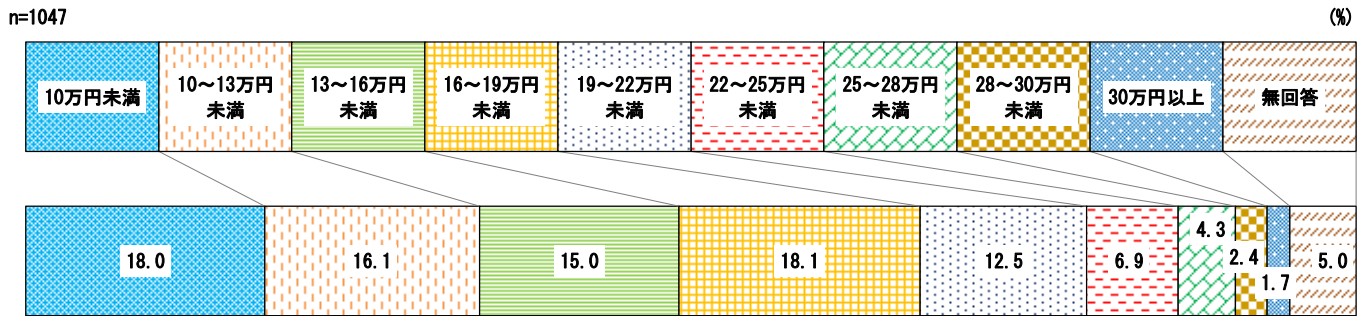 n=1047
(%)
10万円未満
10～13万円
未満
13～16万円
未満
16～19万円
未満
19～22万円
未満
22～25万円
未満
25～28万円
未満
28～30万円
未満
30万円以上
無回答
18.0
16.1
15.0
18.1
12.5
6.9
4.3
2.4
1.7
5.0